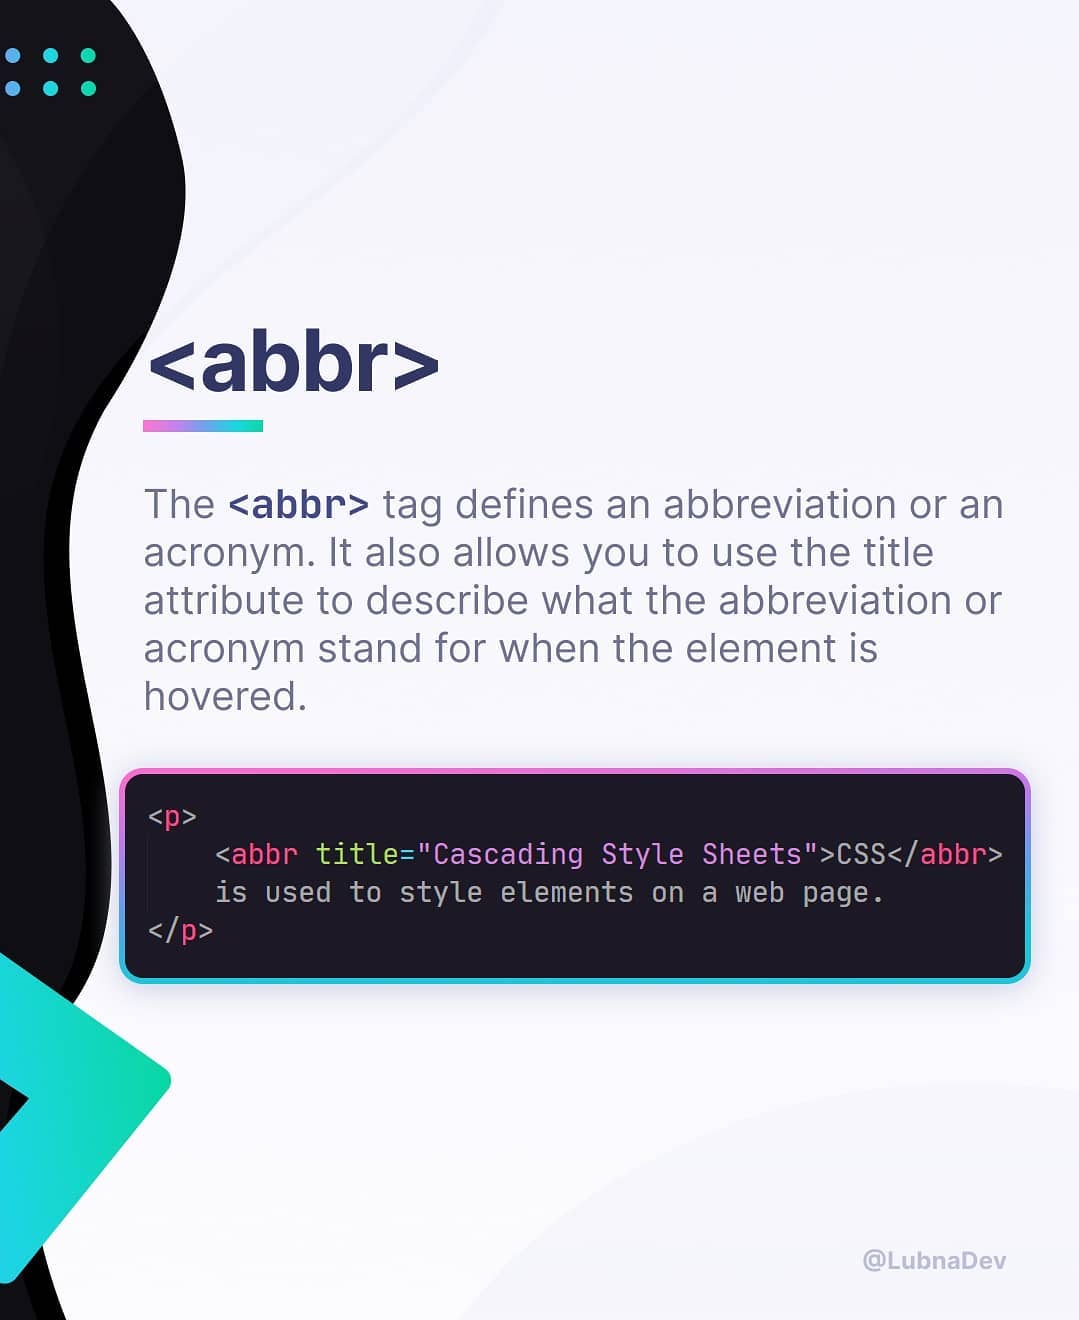 <abbr>
The <abbr> tag defines an abbreviation or an
acronym. It also allows you to use the title
attribute to describe what the abbreviation or
acronym stand for when the element is
hovered.
<p>
    <abbr title="Cascading Style Sheets">CSS</abbr>
    is used to style elements on a web page.
</p>
@LubnaDev